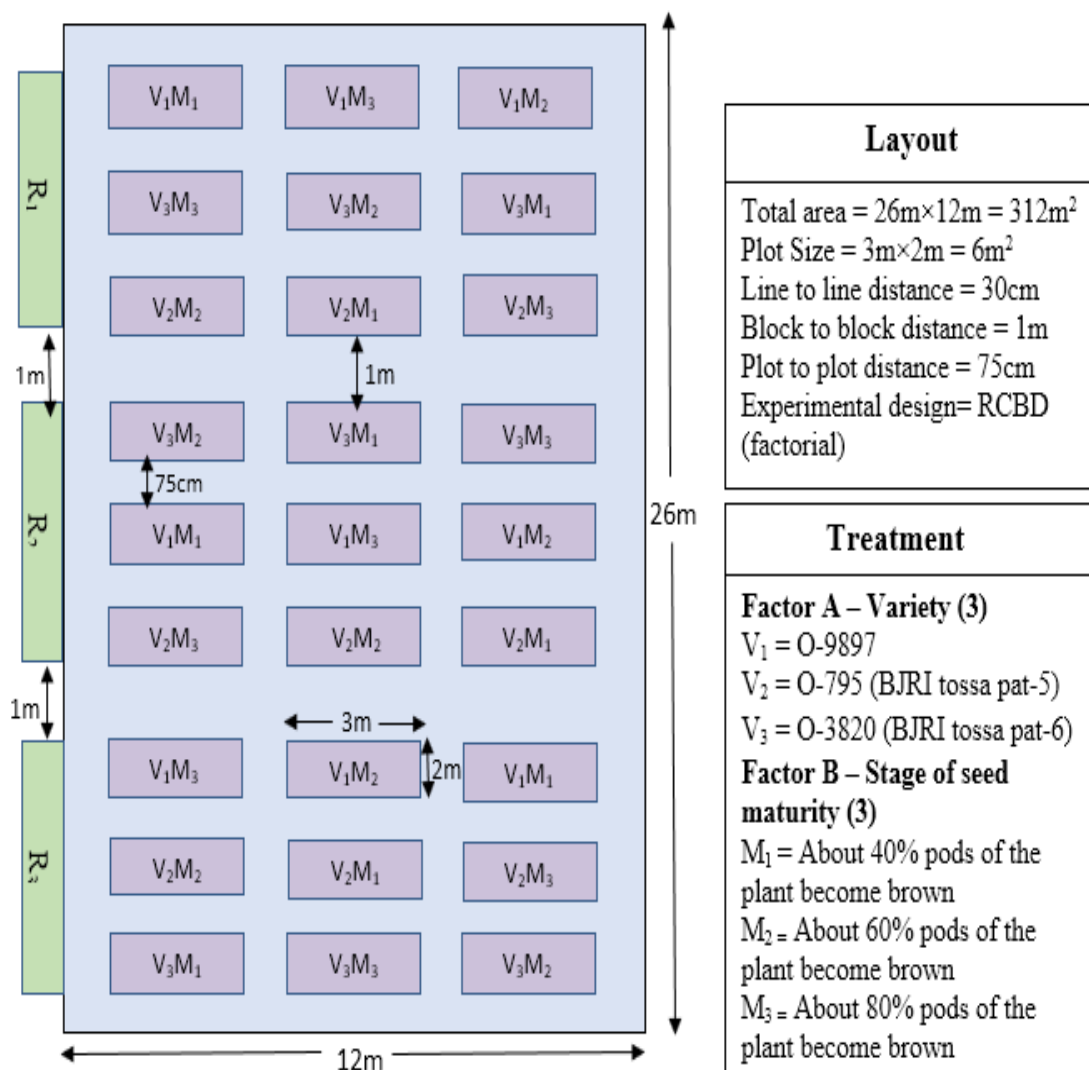 V₁M₁ V₁M₃ V₁M₂
R₁
V₃M₃ V₃M₂ V₃M₁
V₂M₂ V₂M₁ V₂M₃
1m 1m
V₃M₂ V₃M₁ V₃M₃
75cm
R
V₁M₁ V₁M₃ V₁M₂
26m
V₂M₃ V₂M₂ V₂M₁
1m
3m
V₁M₃ V₁M₂ 2m V₁M₁
R
V₂M₂ V₂M₁ V₂M₃
V₃M₁ V₃M₃ V₃M₂
12m
Layout
Total area = 26m×12m = 312m²
Plot Size = 3m×2m = 6m²
Line to line distance = 30cm
Block to block distance = 1m
Plot to plot distance = 75cm
Experimental design= RCBD
(factorial)
Treatment
Factor A – Variety (3)
V₁ = O-9897
V₂ = O-795 (BJRI tossa pat-5)
V₃ = O-3820 (BJRI tossa pat-6)
Factor B – Stage of seed
maturity (3)
M₁ = About 40% pods of the
plant become brown
M₂ = About 60% pods of the
plant become brown
M₃ = About 80% pods of the
plant become brown